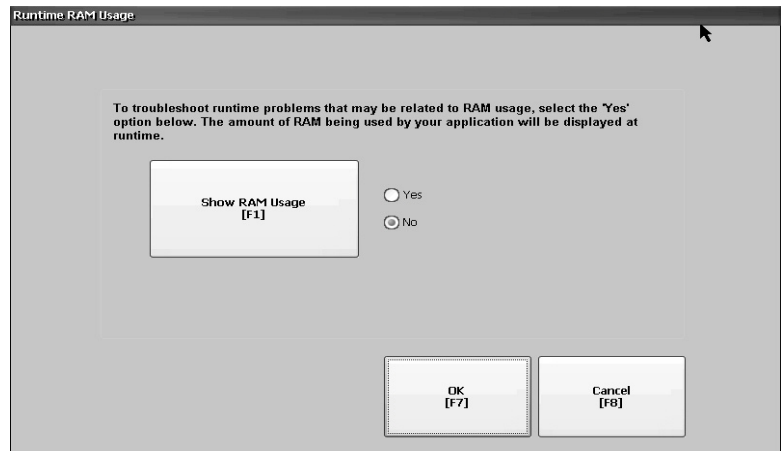 Runtime RAM Usage
To troubleshoot runtime problems that may be related to RAM usage, select the 'Yes'
option below. The amount of RAM being used by your application will be displayed at
runtime.
Show RAM Usage
[F1]
Yes
No
OK
[F7]
Cancel
[F8]